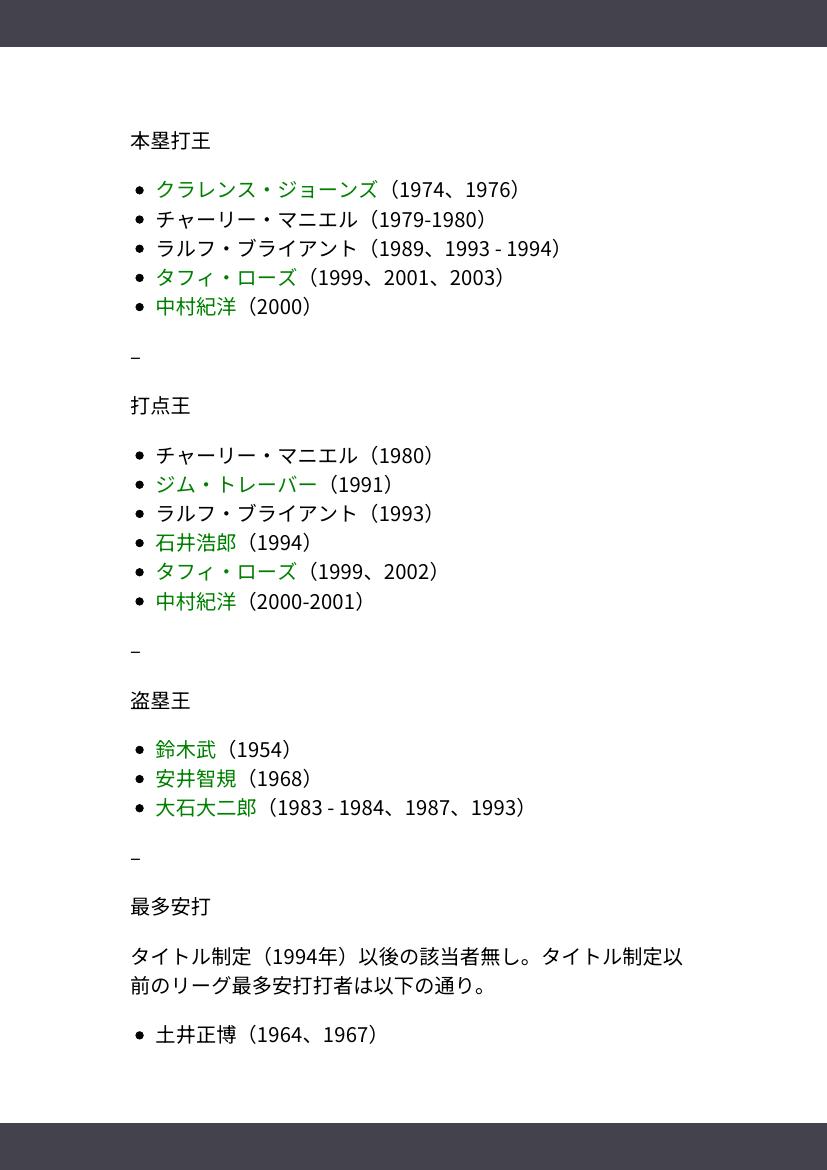 本塁打王
• クラレンス・ジョーンズ（1974、1976）
• チャーリー・マニエル（1979-1980）
• ラルフ・ブライアント（1989、1993 - 1994）
• タフィ・ローズ（1999、2001、2003）
• 中村紀洋（2000）
–
打点王
• チャーリー・マニエル（1980）
• ジム・トレーバー（1991）
• ラルフ・ブライアント（1993）
• 石井浩郎（1994）
• タフィ・ローズ（1999、2002）
• 中村紀洋（2000-2001）
–
盗塁王
• 鈴木武（1954）
• 安井智規（1968）
• 大石大二郎（1983 - 1984、1987、1993）
–
最多安打
タイトル制定（1994年）以後の該当者無し。タイトル制定以
前のリーグ最多安打打者は以下の通り。
• 土井正博（1964、1967）